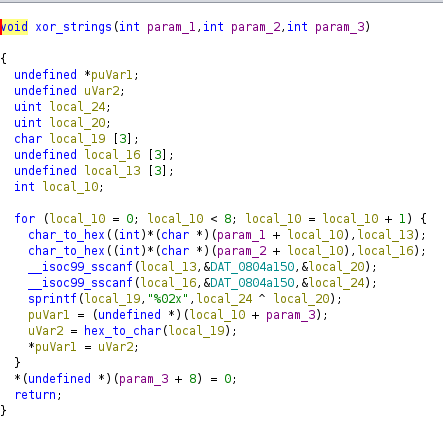 void xor_strings(int param_1,int param_2,int param_3)
{
undefined *puVar1;
undefined uVar2;
uint local_24;
uint local_20;
char local_19 [3];
undefined local_16 [3];
undefined local_13 [3];
int local_10;
for (local_10 = 0; local_10 < 8; local_10 = local_10 + 1) {
char_to_hex((int)*(char *)(param_1 + local_10),local_13);
char_to_hex((int)*(char *)(param_2 + local_10),local_16);
__isoc99_sscanf(local_13,&DAT_0804a150,&local_20);
__isoc99_sscanf(local_16,&DAT_0804a150,&local_24);
sprintf(local_19,"%02x",local_24 ^ local_20);
puVar1 = (undefined *)(local_10 + param_3);
uVar2 = hex_to_char(local_19);
*puVar1 = uVar2;
}
*(undefined *)(param_3 + 8) = 0;
return;
}